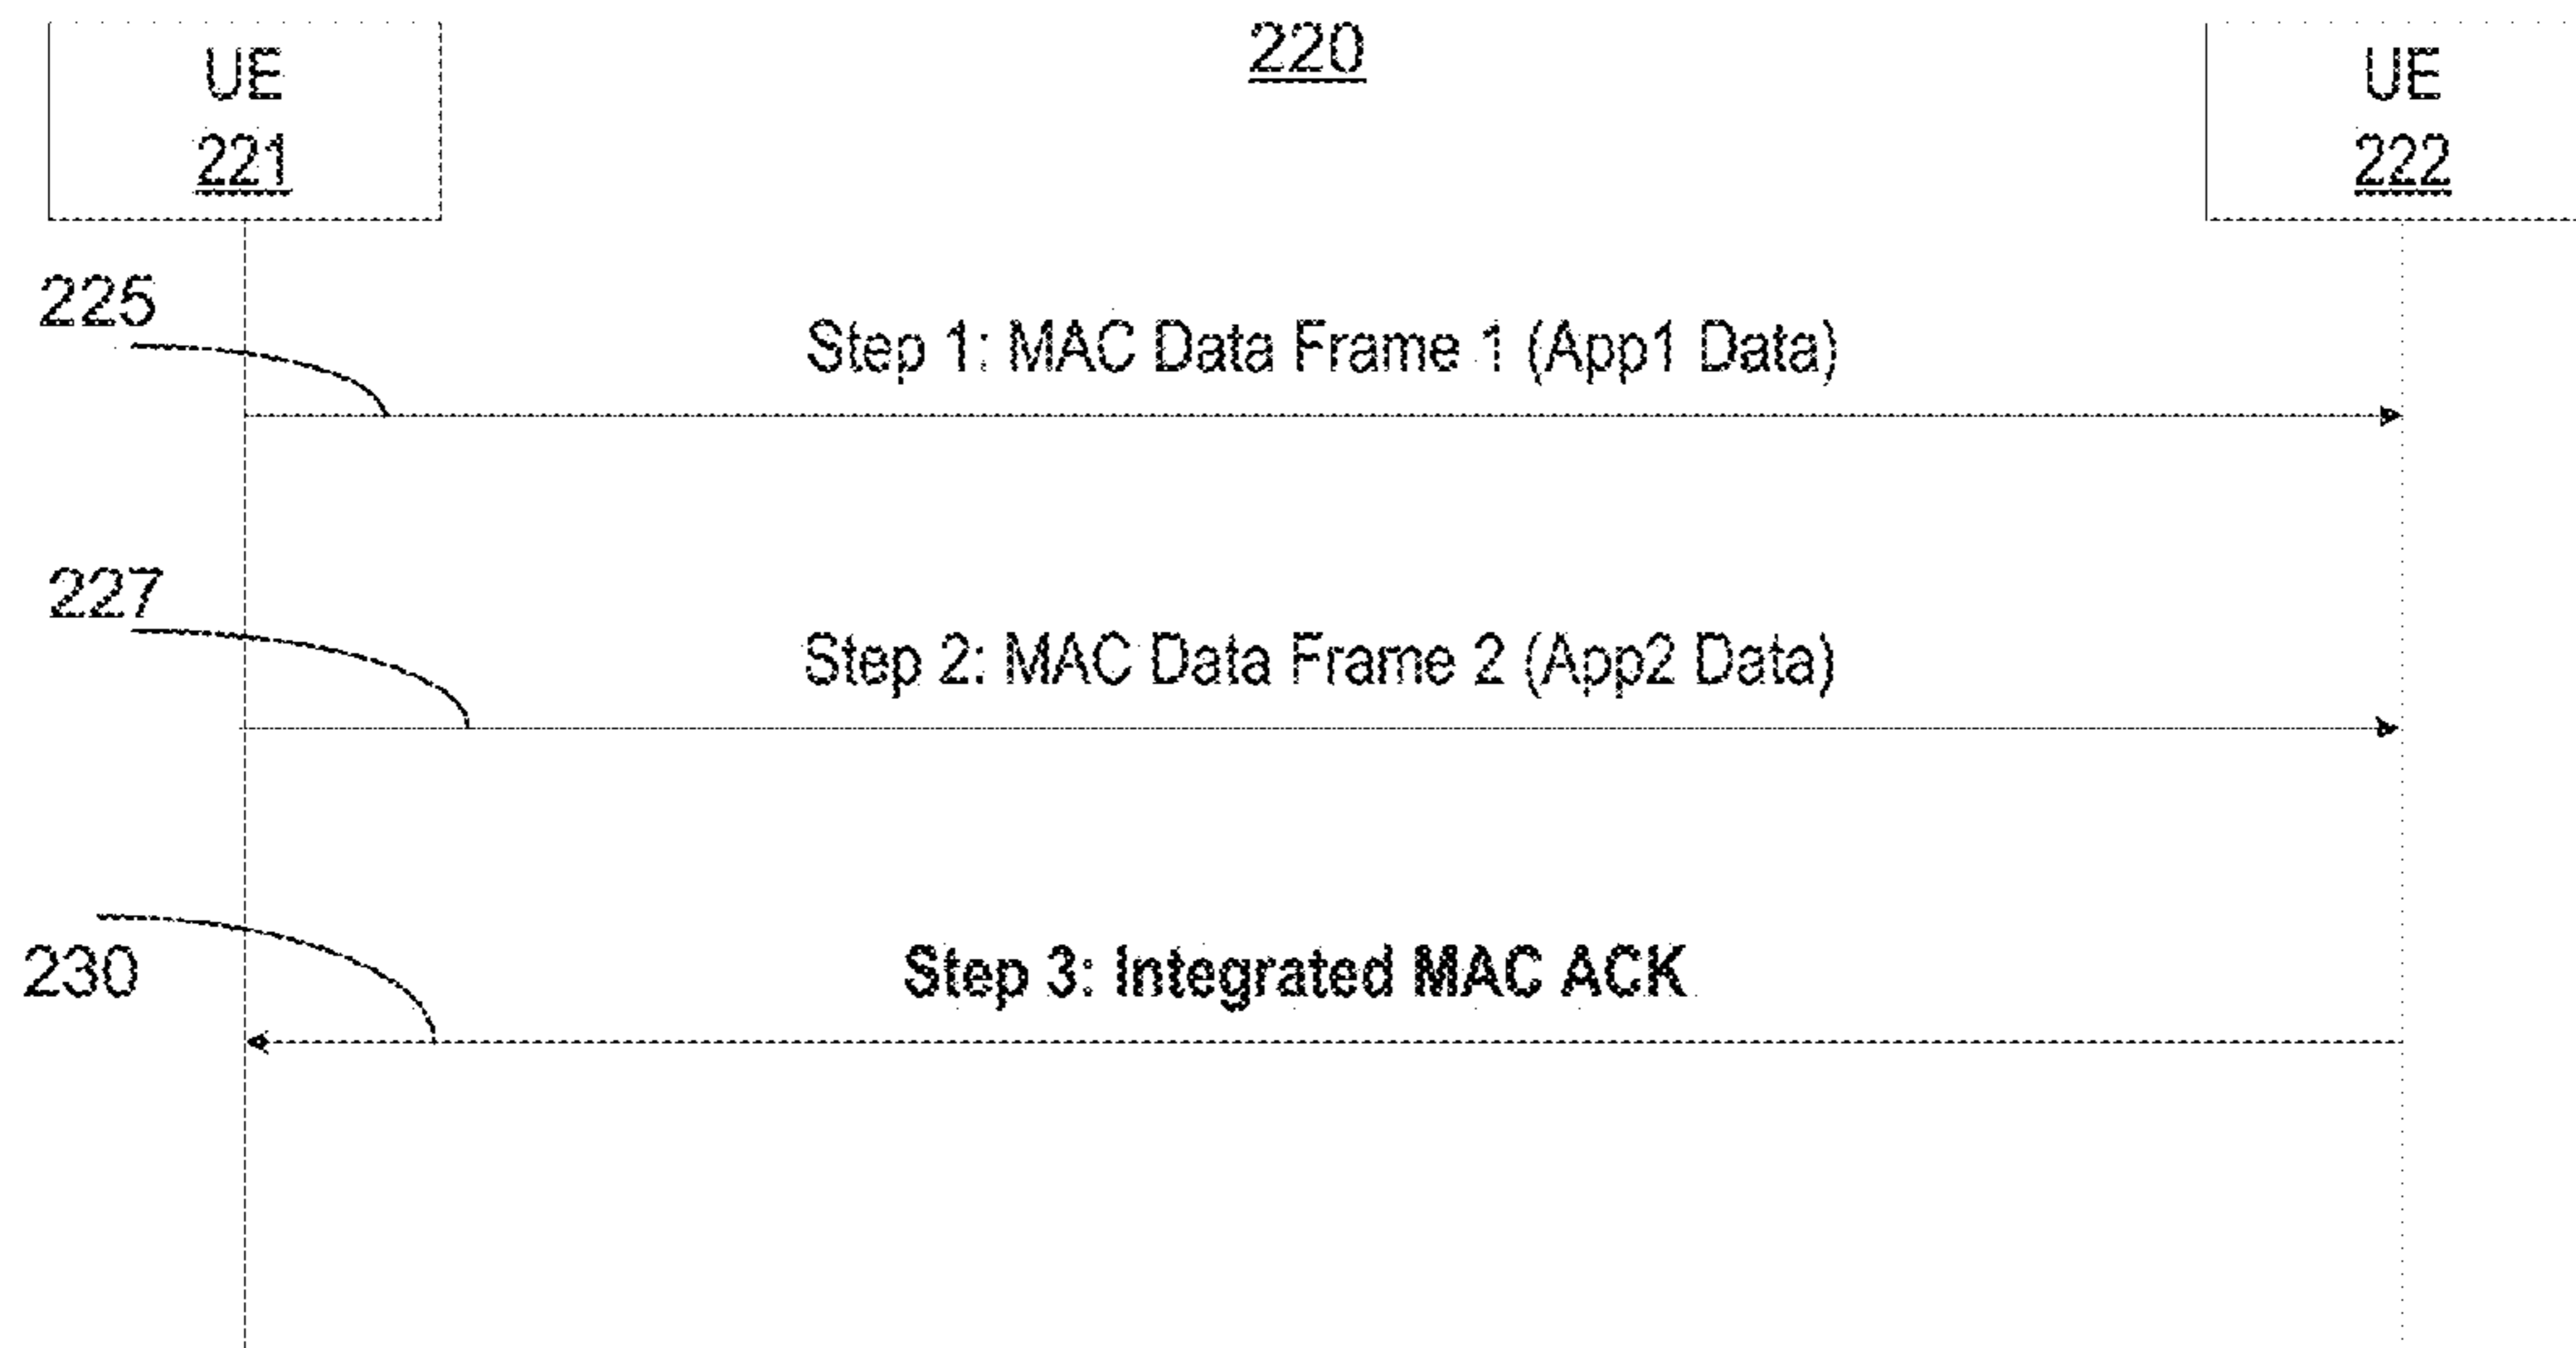 UE
221
220
UE
222
225
Step 1: MAC Data Frame 1 (App1 Data)
227
Step 2: MAC Data Frame 2 (App2 Data)
230
Step 3: Integrated MAC ACK